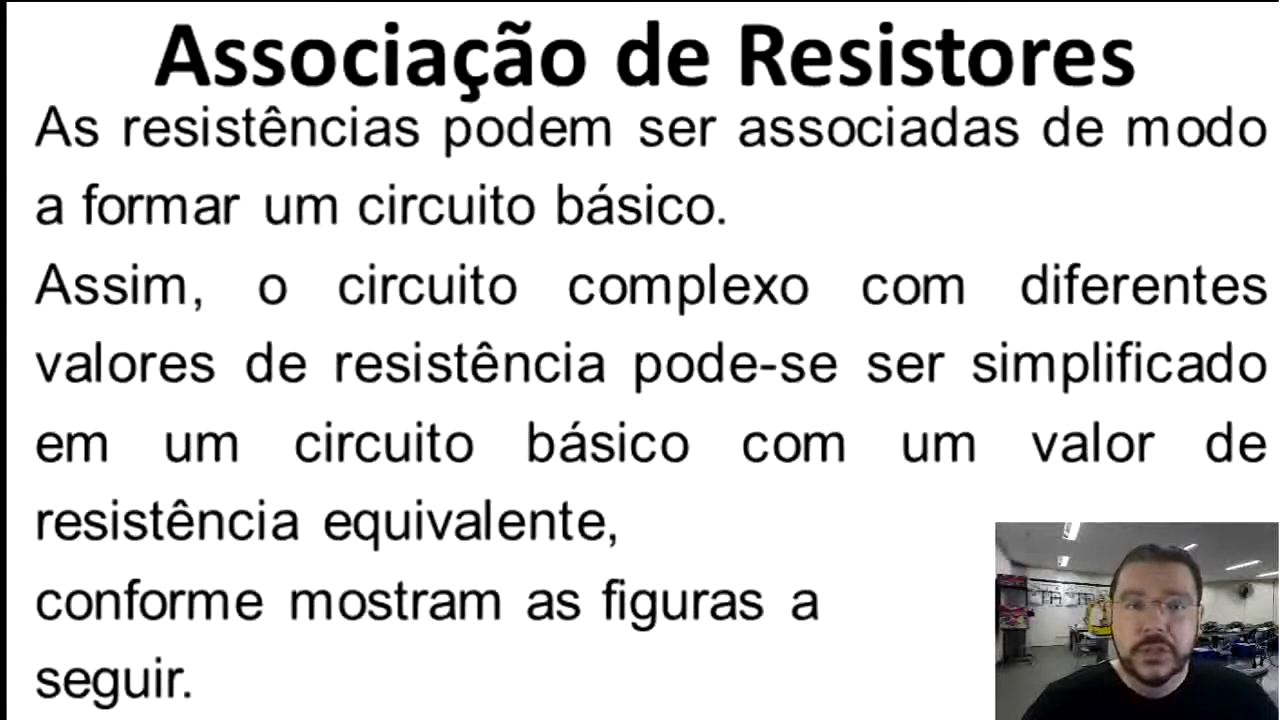 Associação de Resistores
As resistências podem ser associadas de modo
a formar um circuito básico.
Assim, o circuito complexo com diferentes
valores de resistência pode-se ser simplificado
em um circuito básico com um valor de
resistência equivalente,
conforme mostram as figuras a
seguir.